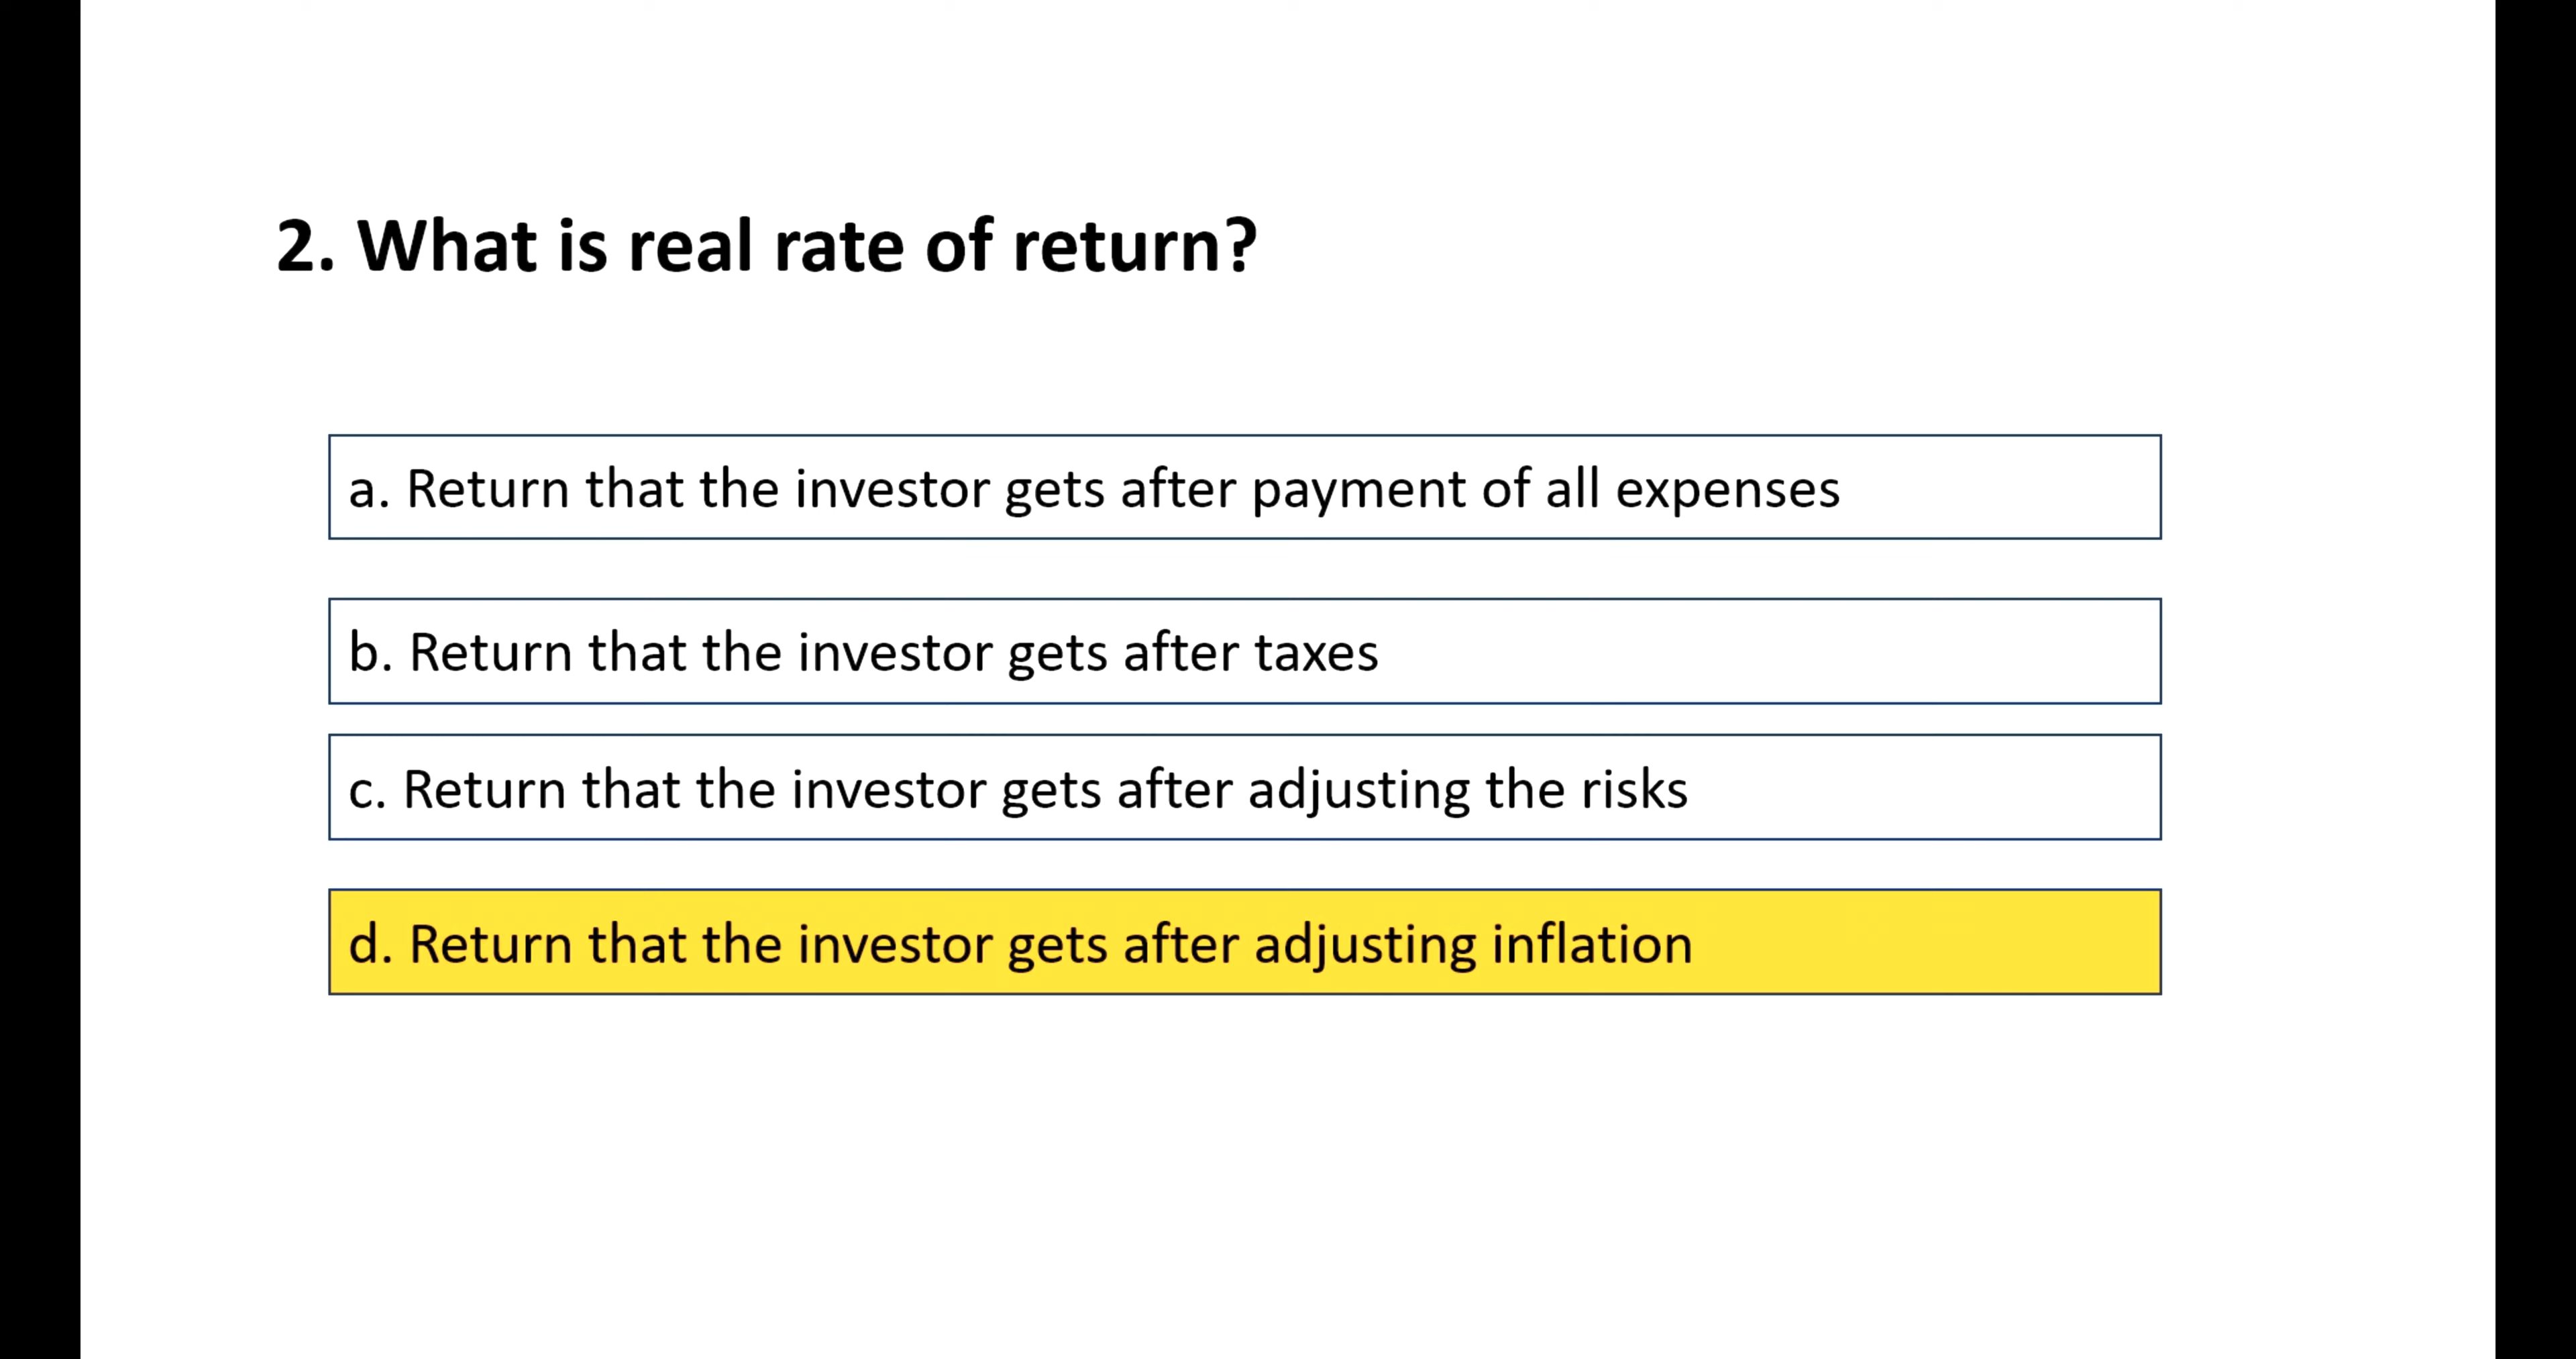 2. What is real rate of return?
a. Return that the investor gets after payment of all expenses
b. Return that the investor gets after taxes
c. Return that the investor gets after adjusting the risks
d. Return that the investor gets after adjusting inflation